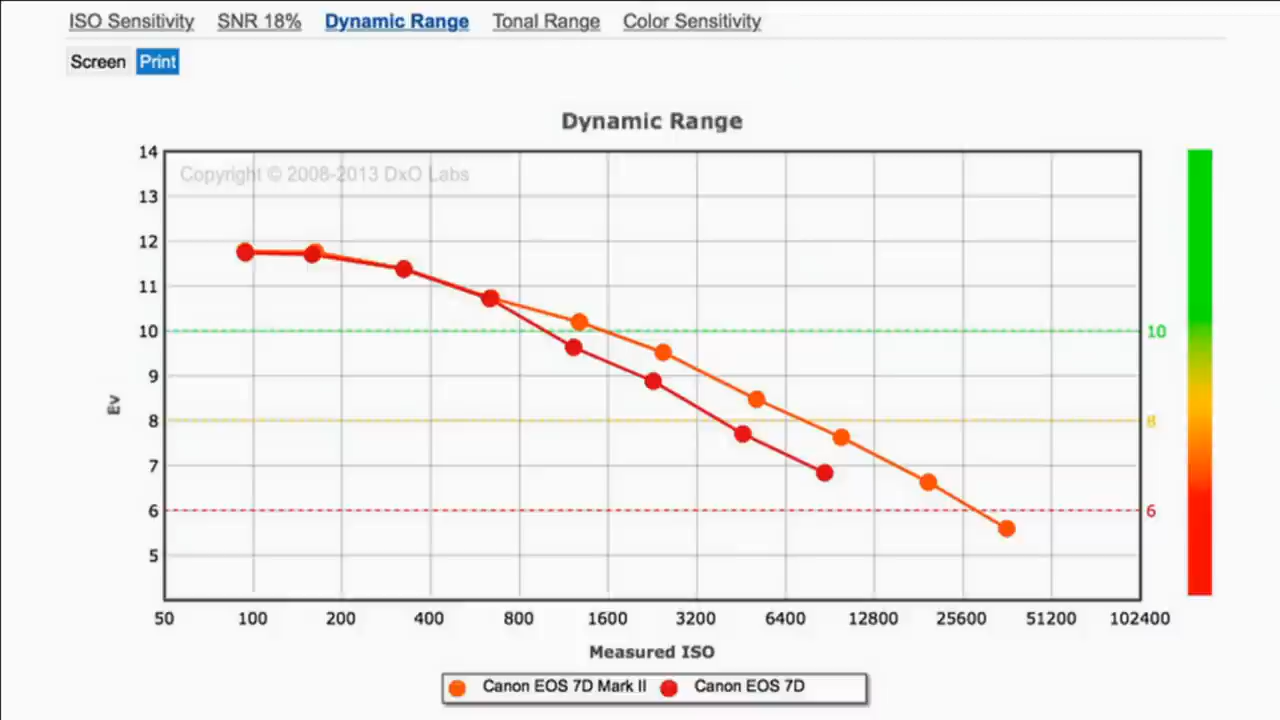 ISO Sensitivity SNR 18% Dynamic Range Tonal Range Color Sensitivity
Screen Print
Dynamic Range
Copyright © 2008-2013 DxO Labs
14
13
12
11
10 10
9
Ev
8 8
7
6 6
5
50 100 200 400 800 1600 3200 6400 12800 25600 51200 102400
Measured ISO
Canon EOS 7D Mark II Canon EOS 7D